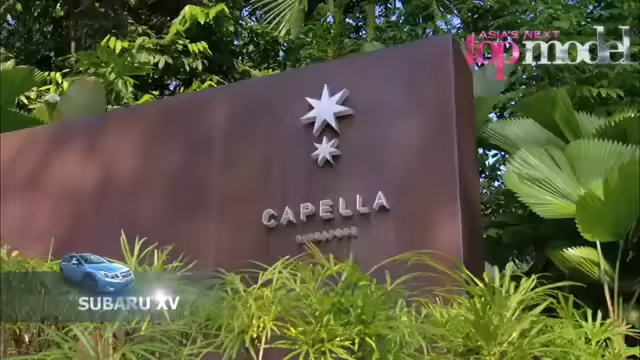 ASIA'S NEXT
top model
CAPELLA
SINGAPORE
SUBARU XV